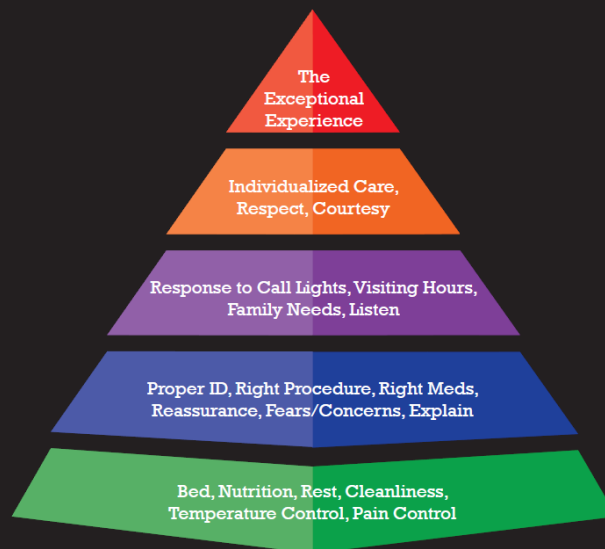 The
Exceptional
Experience
Individualized Care,
Respect, Courtesy
Response to Call Lights, Visiting Hours,
Family Needs, Listen
Proper ID, Right Procedure, Right Meds,
Reassurance, Fears/Concerns, Explain
Bed, Nutrition, Rest, Cleanliness,
Temperature Control, Pain Control